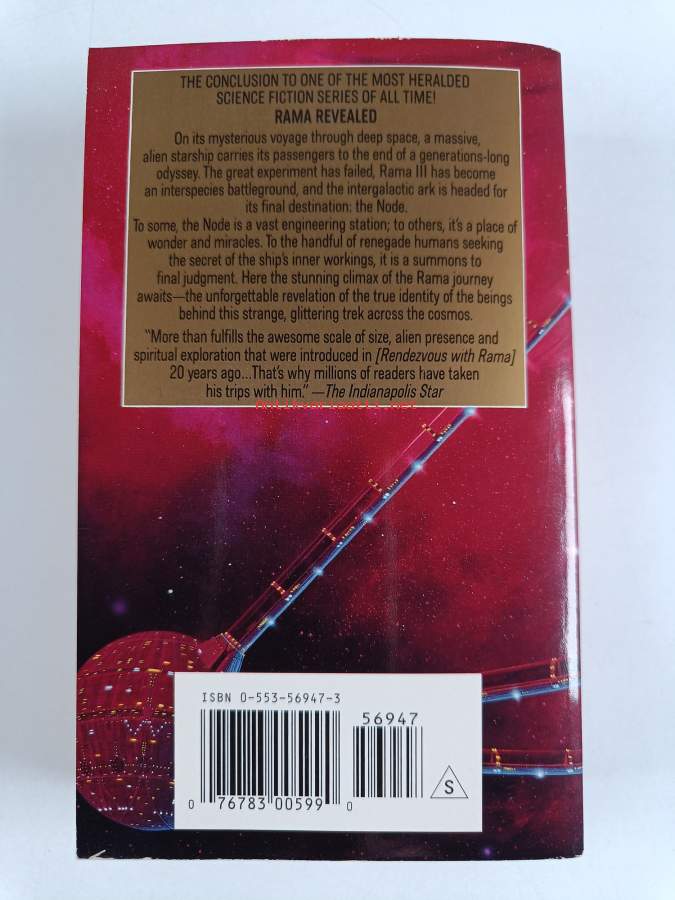 THE CONCLUSION TO ONE OF THE MOST HERALDED
SCIENCE FICTION SERIES OF ALL TIME!
RAMA REVEALED
On its mysterious voyage through deep space, a massive,
alien starship carries its passengers to the end of a generations-long
odyssey. The great experiment has failed, Rama III has become
an interspecies battleground, and the intergalactic ark is headed for
its final destination: the Node.
To some, the Node is a vast engineering station; to others, it's a place of
wonder and miracles. To the handful of renegade humans seeking
the secret of the ship's inner workings, it is a summons to
final judgment. Here the stunning climax of the Rama journey
awaits—the unforgettable revelation of the true identity of the beings
behind this strange, glittering trek across the cosmos.
"More than fulfills the awesome scale of size, alien presence and
spiritual exploration that were introduced in [Rendezvous with Rama]
20 years ago...That's why millions of readers have taken
his trips with him." —The Indianapolis Star
ISBN 0-553-56947-3
56947
S
0 76783 00599 0